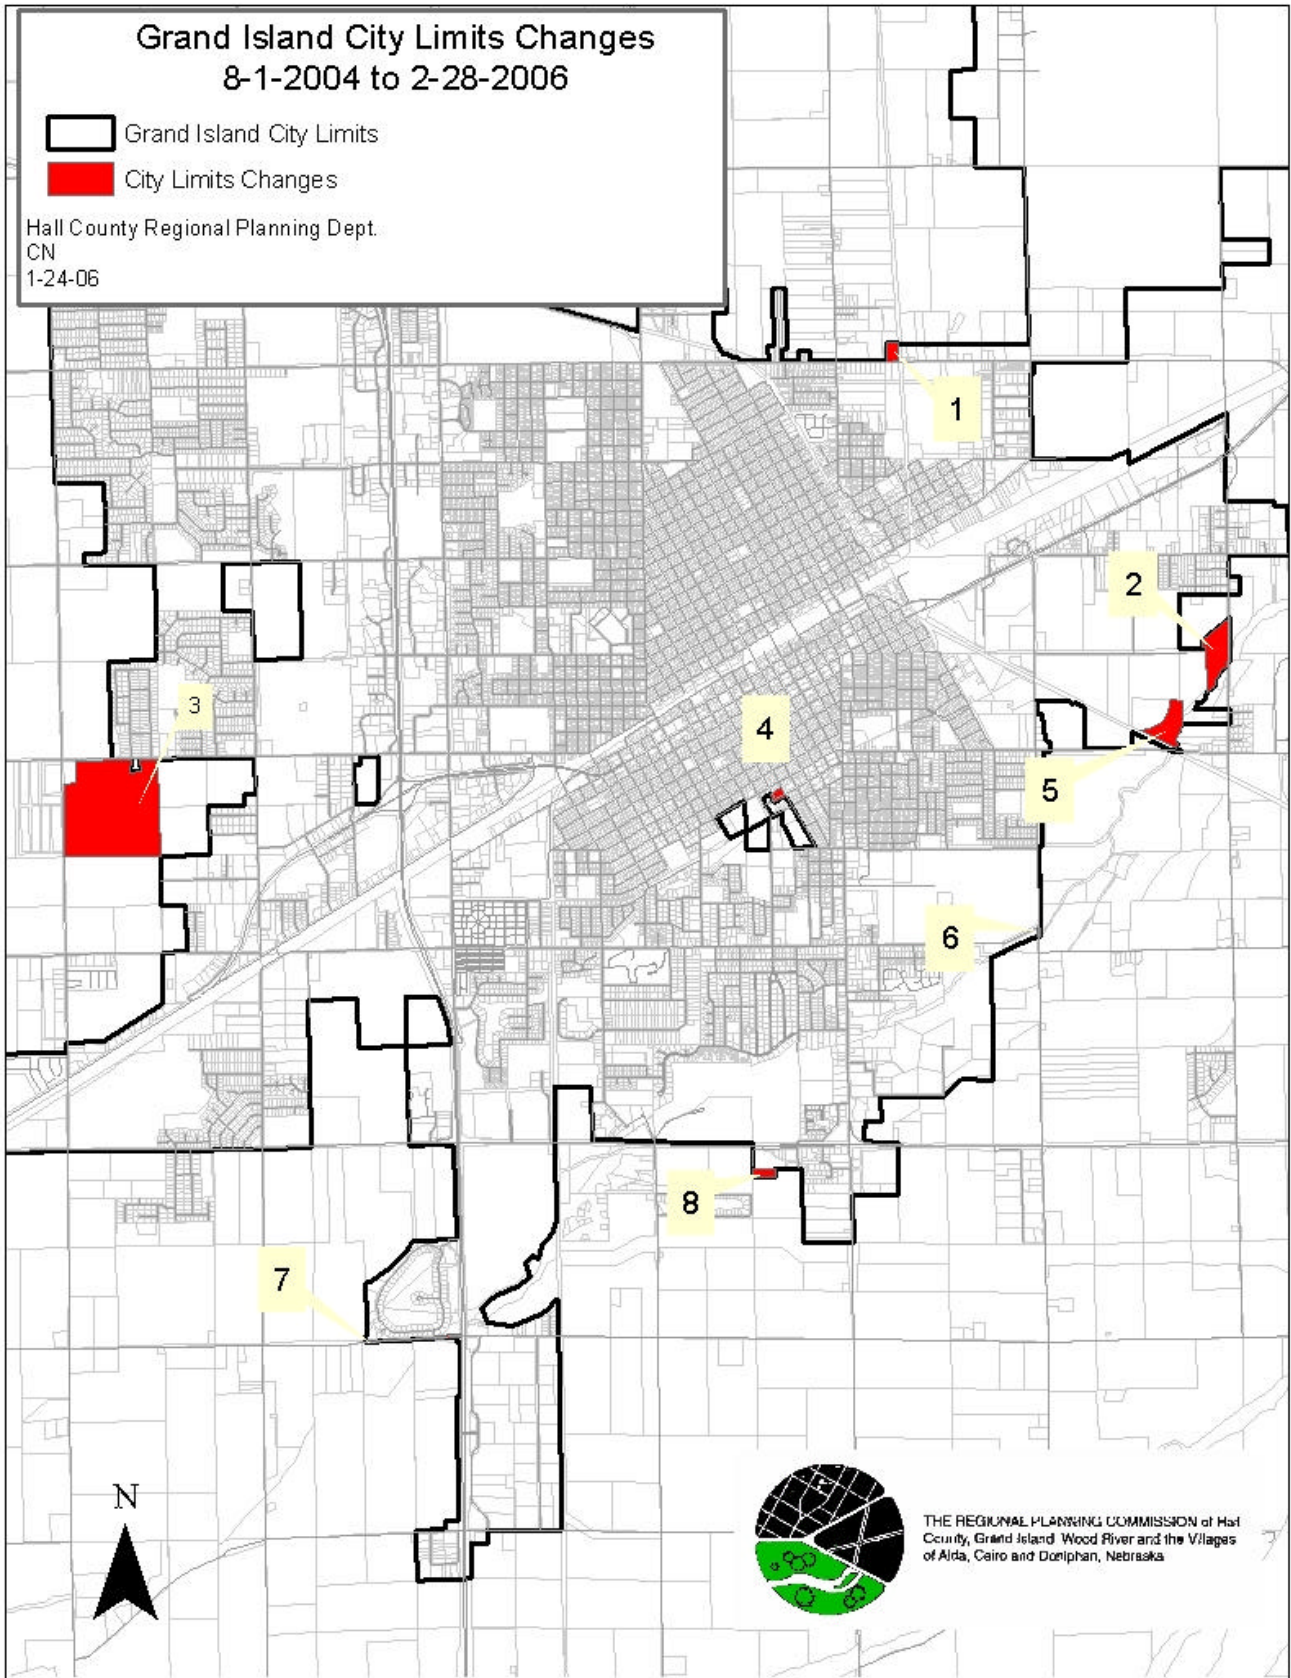 Grand Island City Limits Changes
8-1-2004 to 2-28-2006
Grand Island City Limits
City Limits Changes
Hall County Regional Planning Dept.
CN
1-24-06
1
2
3
4
5
6
8
7
N
THE REGIONAL PLANNING COMMISSION of Hall
County, Grand Island, Wood River and the Villages
of Alda, Cairo and Doniphan, Nebraska